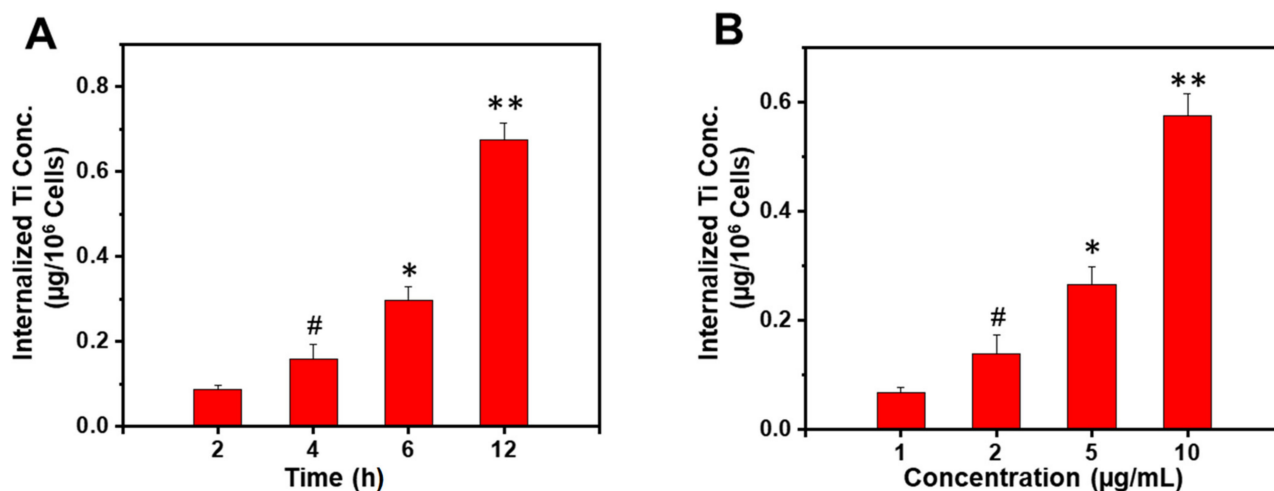 A
Internalized Ti Conc.
(µg/10⁶ Cells)
0.8
0.6
0.4
0.2
0.0
#
*
**
2 4 6 12
Time (h)
B
Internalized Ti Conc.
(µg/10⁶ Cells)
0.6
0.4
0.2
0.0
#
*
**
1 2 5 10
Concentration (µg/mL)